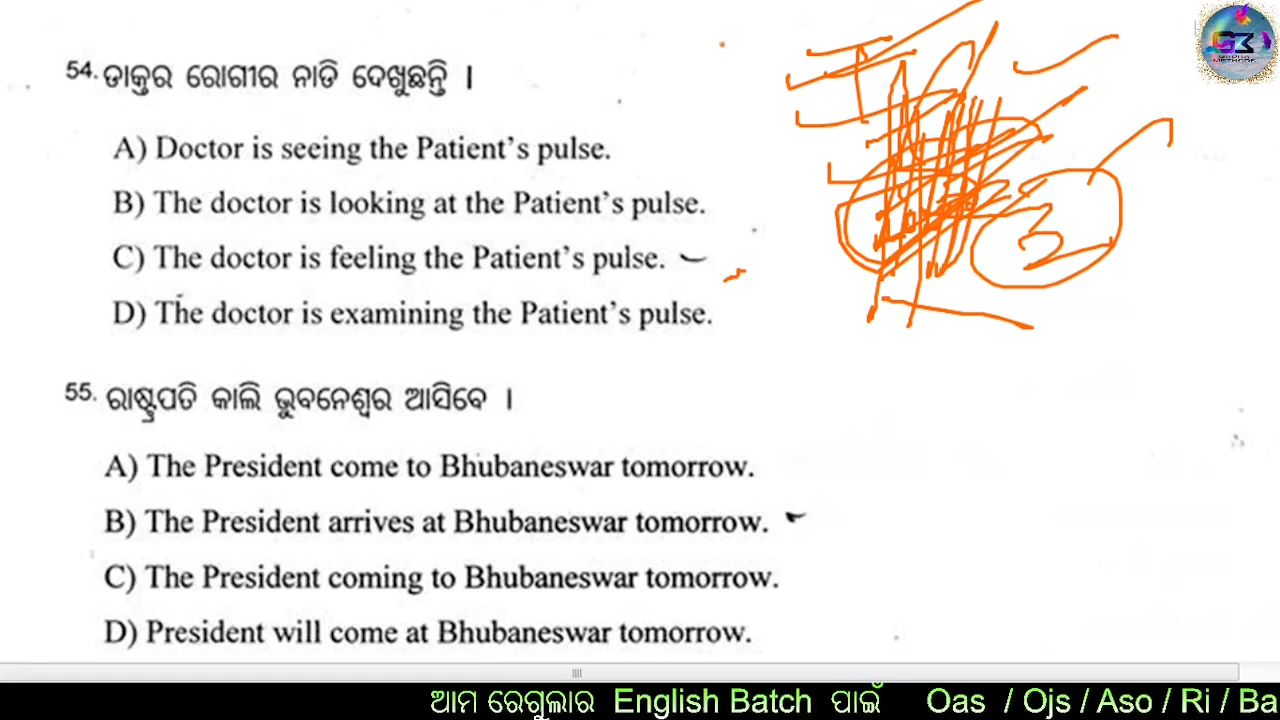 54. ଡାକ୍ତର ରୋଗୀର ନାଡି ଦେଖୁଛନ୍ତି ।
A) Doctor is seeing the Patient's pulse.
B) The doctor is looking at the Patient's pulse.
C) The doctor is feeling the Patient's pulse.
D) The doctor is examining the Patient's pulse.
55. ରାଷ୍ଟ୍ରପତି କାଲି ଭୁବନେଶ୍ୱର ଆସିବେ ।
A) The President come to Bhubaneswar tomorrow.
B) The President arrives at Bhubaneswar tomorrow.
C) The President coming to Bhubaneswar tomorrow.
D) President will come at Bhubaneswar tomorrow.
ଆମ ରେଗୁଲାର English Batch ପାଇଁ Oas / Ojs / Aso / Ri / Ba